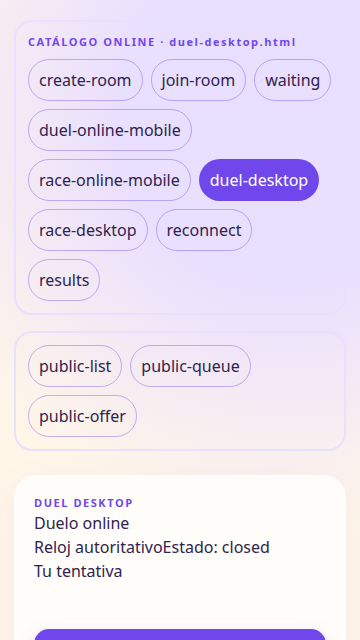 CATÁLOGO ONLINE · duel-desktop.html
create-room join-room waiting
duel-online-mobile
race-online-mobile duel-desktop
race-desktop reconnect
results
public-list public-queue
public-offer
DUEL DESKTOP
Duelo online
Reloj autoritativoEstado: closed
Tu tentativa